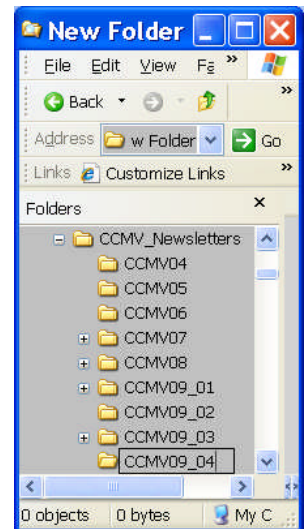 New Folder
File Edit View Fa »
Back »
Address w Folder Go
Links Customize Links »
Folders x
CCMV_Newsletters
CCMV04
CCMV05
CCMV06
CCMV07
CCMV08
CCMV09_01
CCMV09_02
CCMV09_03
CCMV09_04
0 objects 0 bytes My C